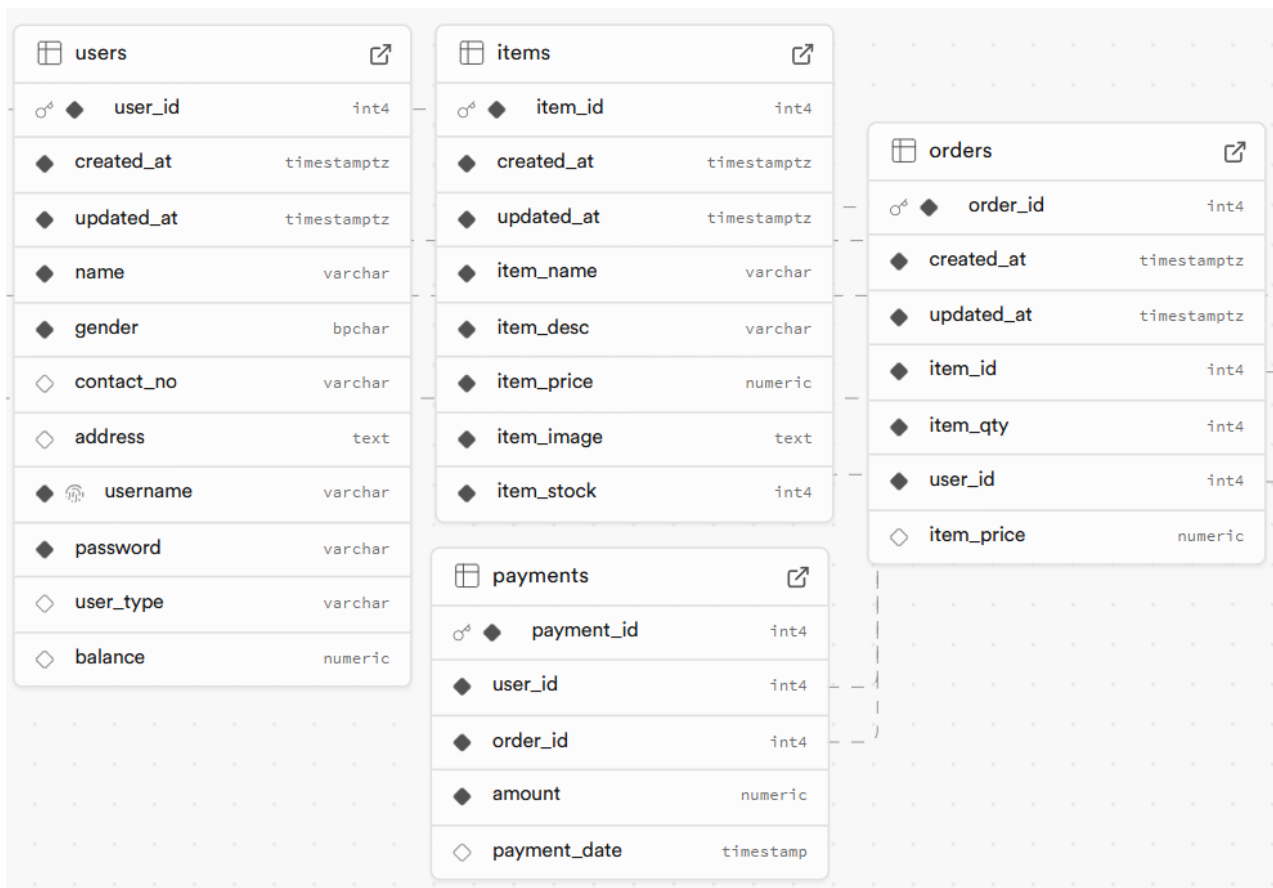 users
user_id int4
created_at timestamptz
updated_at timestamptz
name varchar
gender bpchar
contact_no varchar
address text
username varchar
password varchar
user_type varchar
balance numeric
items
item_id int4
created_at timestamptz
updated_at timestamptz
item_name varchar
item_desc varchar
item_price numeric
item_image text
item_stock int4
payments
payment_id int4
user_id int4
order_id int4
amount numeric
payment_date timestamp
orders
order_id int4
created_at timestamptz
updated_at timestamptz
item_id int4
item_qty int4
user_id int4
item_price numeric